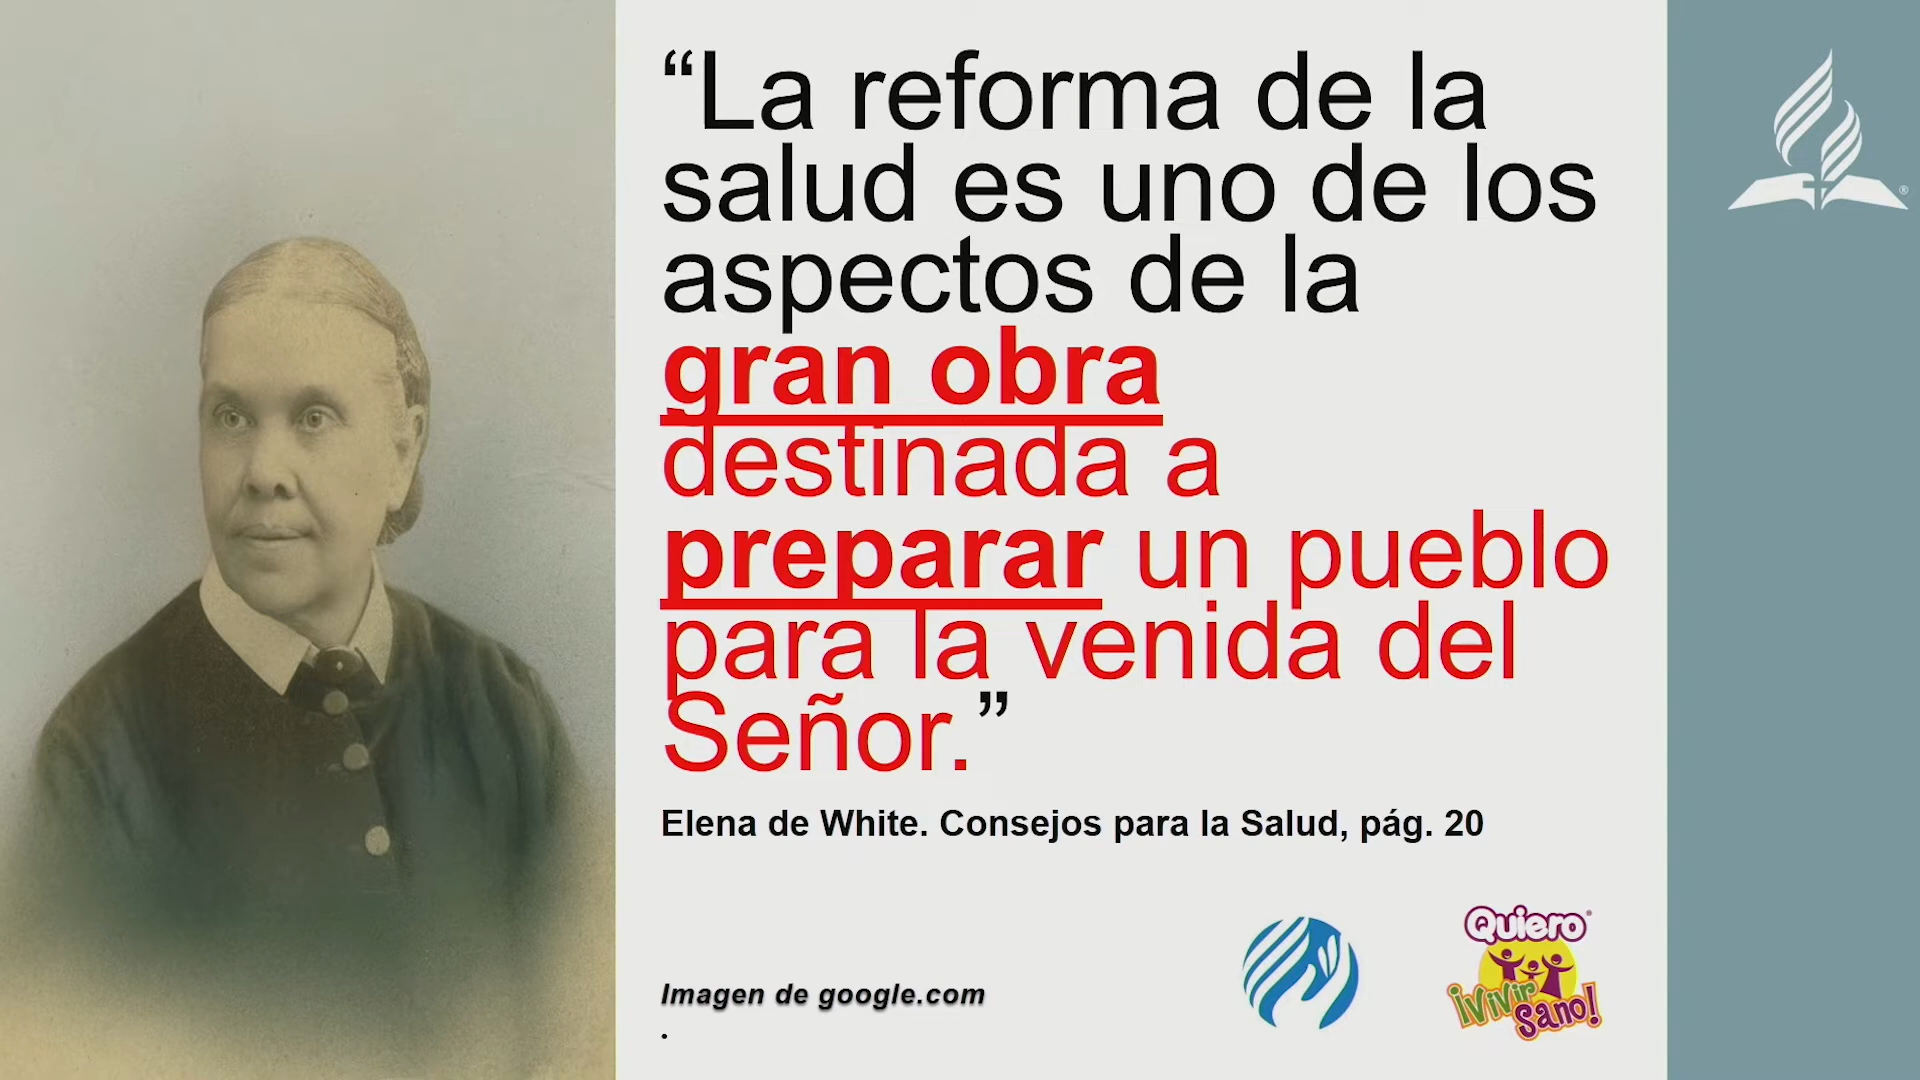 “La reforma de la
salud es uno de los
aspectos de la
gran obra
destinada a
preparar un pueblo
para la venida del
Señor.”
Elena de White. Consejos para la Salud, pág. 20
Imagen de google.com
.
Quiero
¡Vivir
Sano!